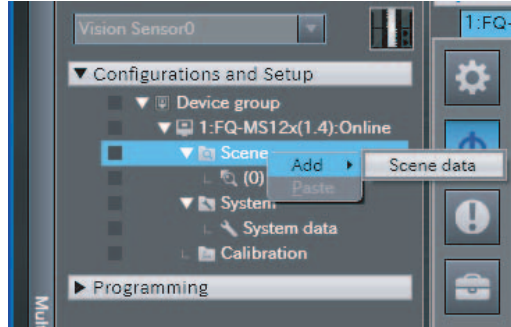 Vision Sensor0
1:FQ-
▼ Configurations and Setup
▼ Device group
▼ 1:FQ-MS12x(1.4):Online
▼ Scene
Add
Scene data
(0)
Paste
▼ System
System data
Calibration
▶ Programming
Mul